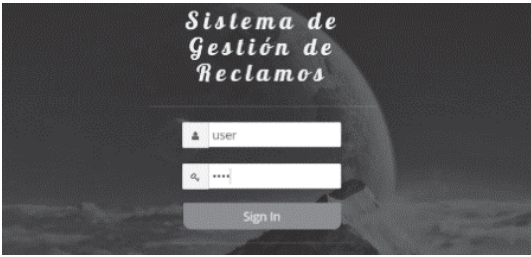 Sistema de
Gestión de
Reclamos
user
••••
Sign In